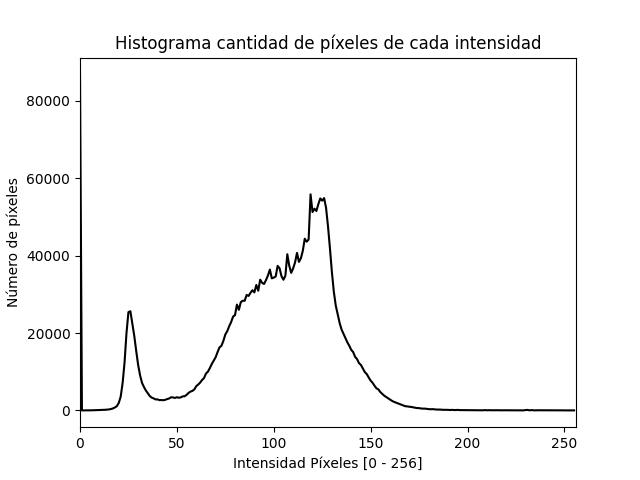 Histograma cantidad de píxeles de cada intensidad
Número de píxeles
80000
60000
40000
20000
0
0 50 100 150 200 250
Intensidad Píxeles [0 - 256]